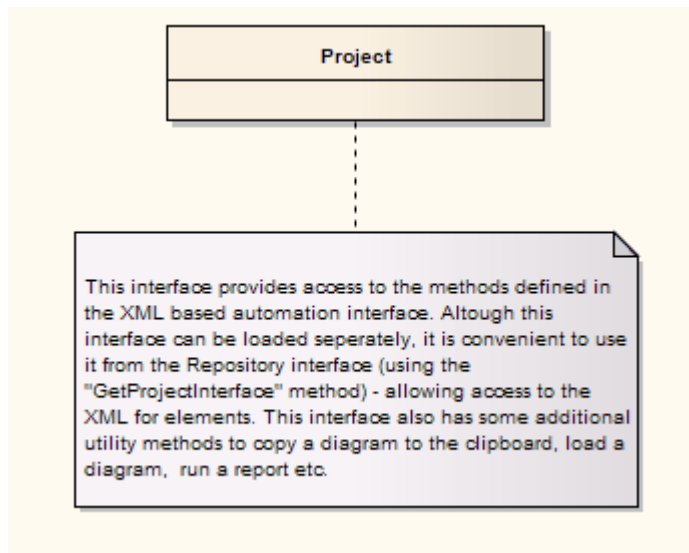 Project
This interface provides access to the methods defined in
the XML based automation interface. Altough this
interface can be loaded seperately, it is convenient to use
it from the Repository interface (using the
"GetProjectInterface" method) - allowing access to the
XML for elements. This interface also has some additional
utility methods to copy a diagram to the clipboard, load a
diagram,  run a report etc.